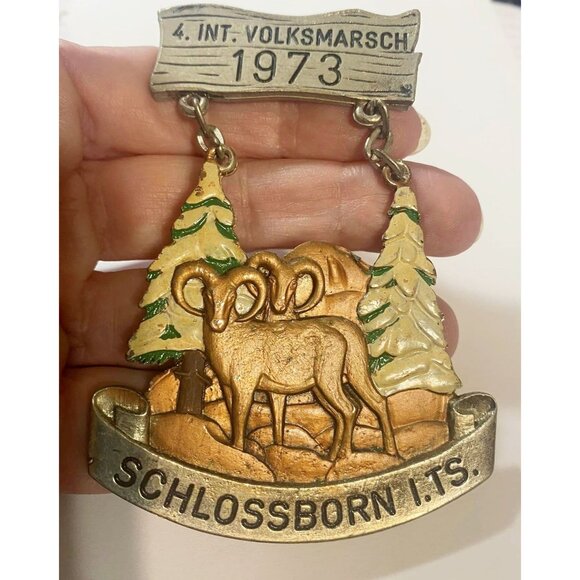 4. INT. VOLKSMARSCH
1973
SCHLOSSBORN I.TS.